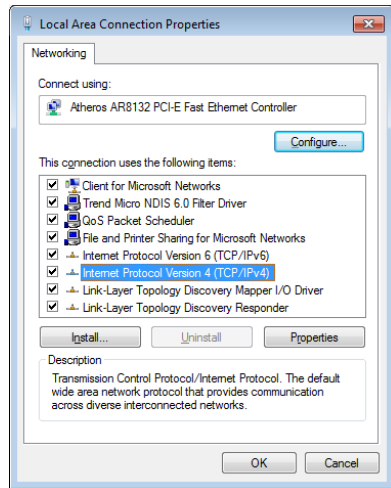 Local Area Connection Properties
Networking
Connect using:
Atheros AR8132 PCI-E Fast Ethernet Controller
Configure...
This connection uses the following items:
Client for Microsoft Networks
Trend Micro NDIS 6.0 Filter Driver
QoS Packet Scheduler
File and Printer Sharing for Microsoft Networks
Internet Protocol Version 6 (TCP/IPv6)
Internet Protocol Version 4 (TCP/IPv4)
Link-Layer Topology Discovery Mapper I/O Driver
Link-Layer Topology Discovery Responder
Install... Uninstall Properties
Description
Transmission Control Protocol/Internet Protocol. The default
wide area network protocol that provides communication
across diverse interconnected networks.
OK Cancel